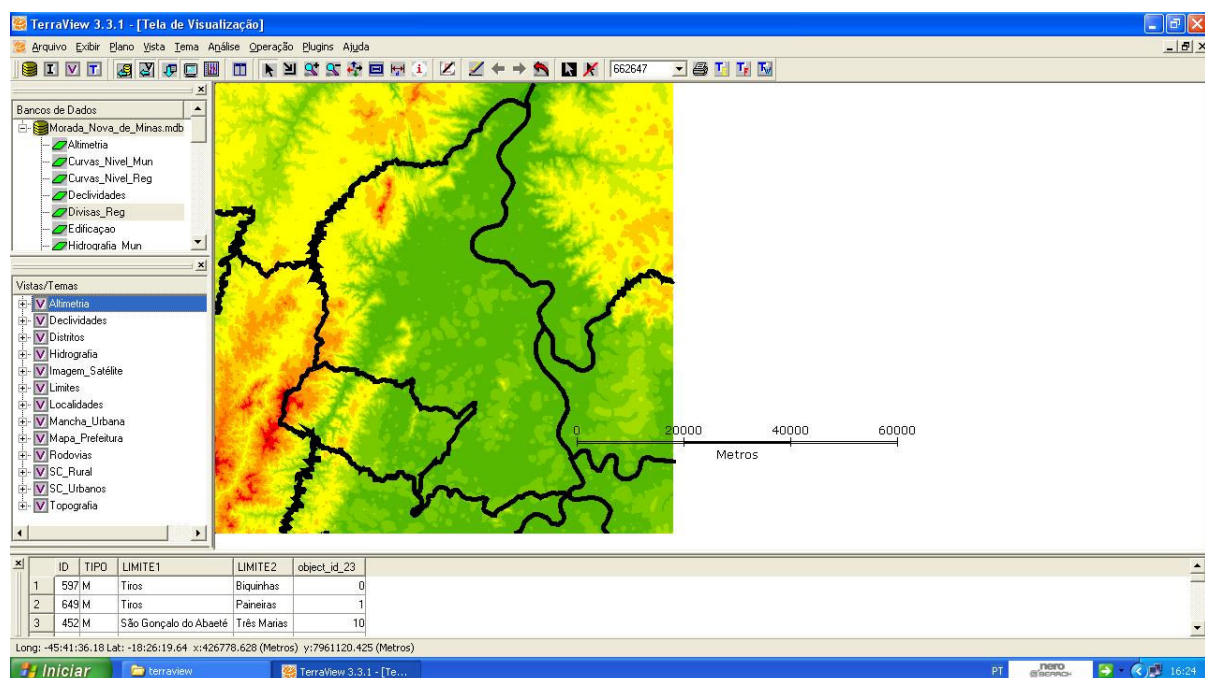 TerraView 3.3.1 - [Tela de Visualização]
Arquivo Exibir Plano Vista Tema Análise Operação Plugins Ajuda
I V T 662647
Bancos de Dados
Morada_Nova_de_Minas.mdb
Altimetria
Curvas_Nivel_Mun
Curvas_Nivel_Reg
Declividades
Divisas_Reg
Edificaçao
Hidrografia_Mun
Vistas/Temas
V Altimetria
V Declividades
V Distritos
V Hidrografia
V Imagem_Satélite
V Limites
V Localidades
V Mancha_Urbana
V Mapa_Prefeitura
V Rodovias
V SC_Rural
V SC_Urbanos
V Topografia
0 20000 40000 60000
Metros
ID TIPO LIMITE1 LIMITE2 object_id_23
1 597 M Tiros Biquinhas 0
2 649 M Tiros Paineiras 1
3 452 M São Gonçalo do Abaeté Três Marias 10
Long: -45:41:36.18 Lat: -18:26:19.64 x:426778.628 (Metros) y:7961120.425 (Metros)
Iniciar terraview TerraView 3.3.1 - [Te... PT nero SEARCH 16:24